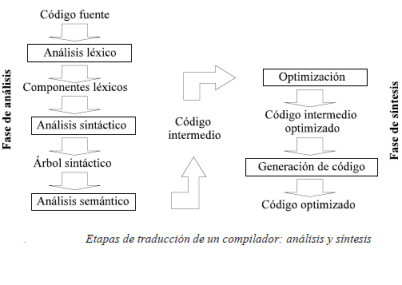 Código fuente
Análisis léxico
Componentes léxicos
Análisis sintáctico
Árbol sintáctico
Análisis semántico
Fase de análisis
Código
intermedio
Optimización
Código intermedio
optimizado
Generación de código
Código optimizado
Fase de síntesis
Etapas de traducción de un compilador: análisis y síntesis